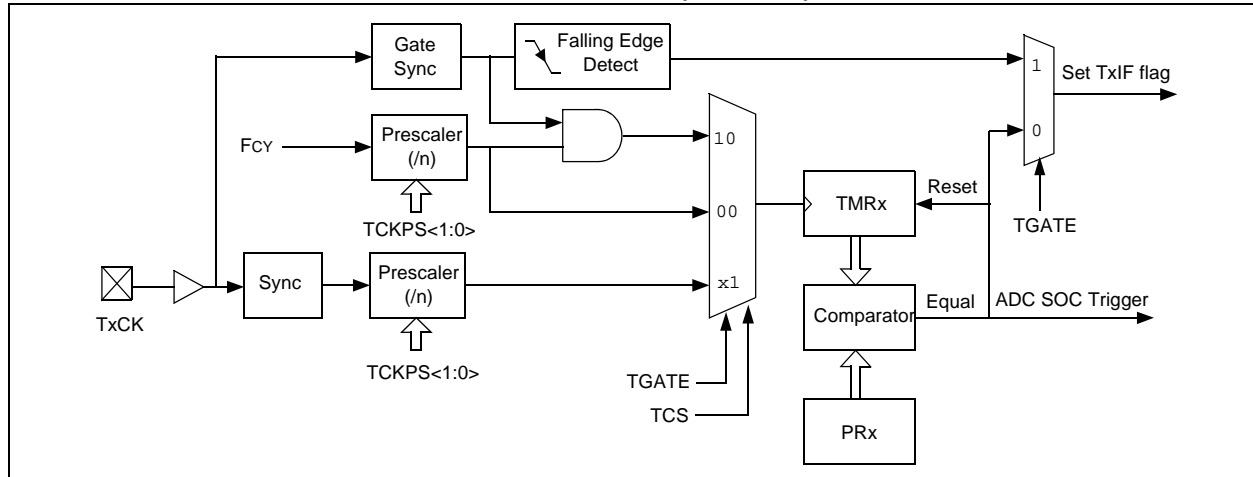 Gate
Sync
Falling Edge
Detect
1
Set TxIF flag
0
FCY
Prescaler
(/n)
10
TCKPS<1:0>
00
TMRx
Reset
TGATE
TxCK
Sync
Prescaler
(/n)
x1
Comparator
Equal
ADC SOC Trigger
TCKPS<1:0>
TGATE
TCS
PRx